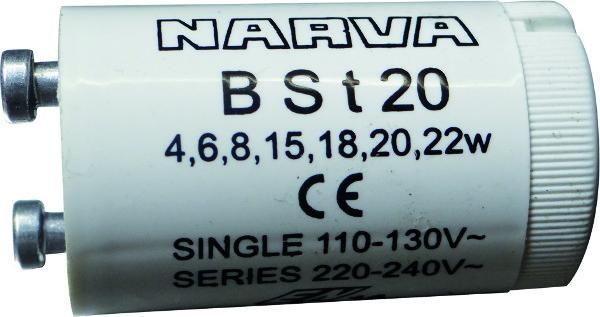 NARVA
B S t 20
4,6,8,15,18,20,22w
CE
SINGLE 110-130V~
SERIES 220-240V~